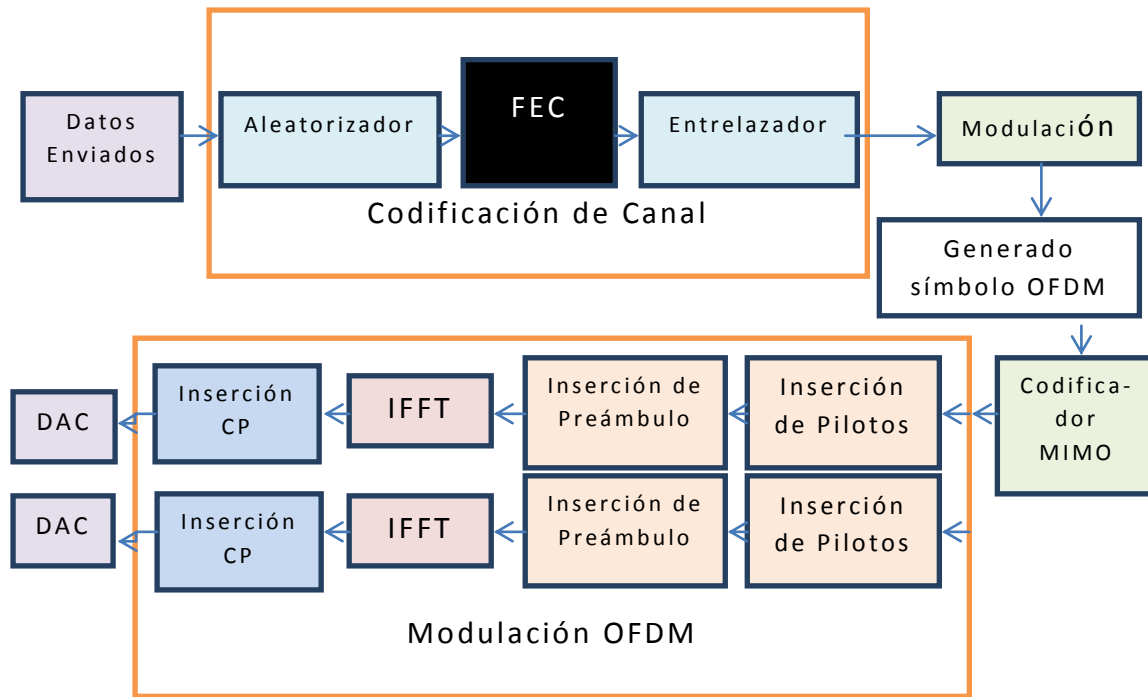 Datos
Enviados
Aleatorizador
FEC
Entrelazador
Modulación
Codificación de Canal
Generado
símbolo OFDM
Codifica-
dor
MIMO
Inserción
de Pilotos
Inserción de
Preámbulo
IFFT
Inserción
CP
DAC
Inserción
de Pilotos
Inserción de
Preámbulo
IFFT
Inserción
CP
DAC
Modulación OFDM